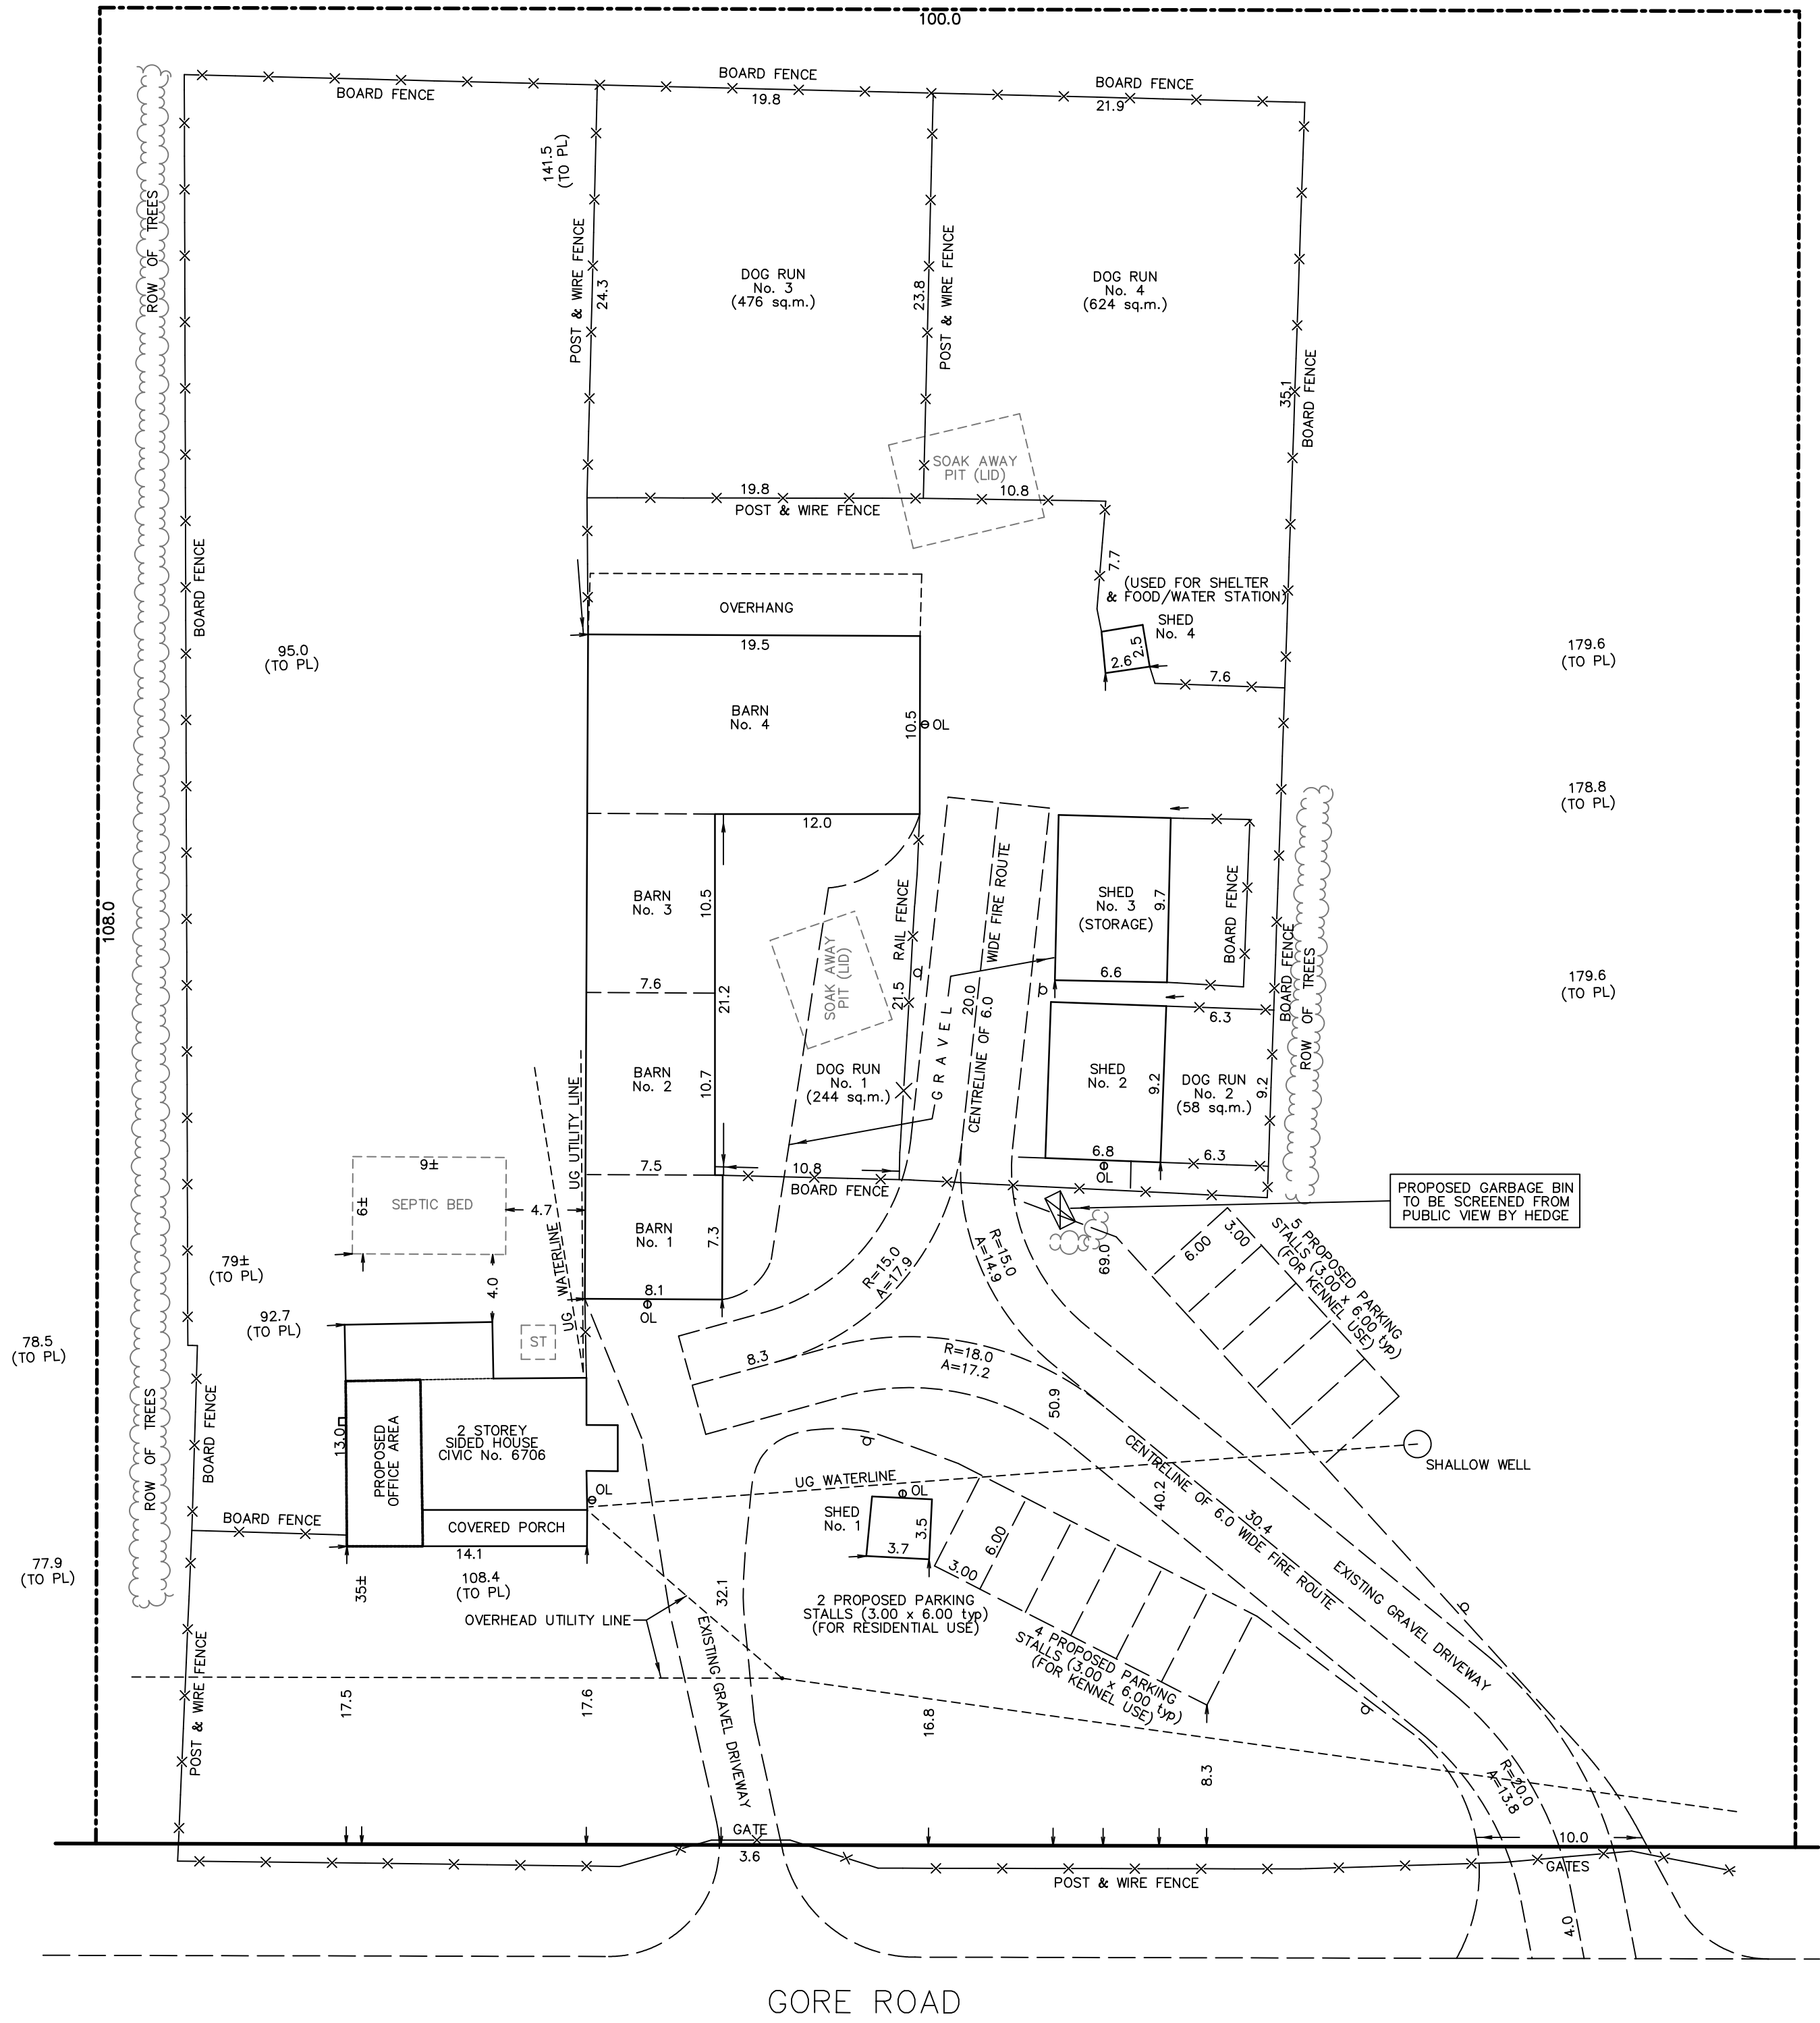 100.0
BOARD FENCE
BOARD FENCE
19.8
BOARD FENCE
21.9
141.5
(TO PL)
ROW OF TREES
POST & WIRE FENCE
24.3
DOG RUN
No. 3
(476 sq.m.)
23.8
POST & WIRE FENCE
DOG RUN
No. 4
(624 sq.m.)
35.1
BOARD FENCE
SOAK AWAY
PIT (LID)
19.8
10.8
POST & WIRE FENCE
7.7
(USED FOR SHELTER
& FOOD/WATER STATION)
SHED
No. 4
2.5
2.6
7.6
BOARD FENCE
OVERHANG
19.5
95.0
(TO PL)
179.6
(TO PL)
BARN
No. 4
10.5
OL
178.8
(TO PL)
12.0
108.0
BARN
No. 3
10.5
RAIL FENCE
WIDE FIRE ROUTE
SHED
No. 3
(STORAGE)
9.7
BOARD FENCE
BOARD FENCE
ROW OF TREES
SOAK AWAY
PIT (LID)
7.6
21.2
21.5
GRAVEL
20.0
CENTRELINE OF 6.0
6.6
179.6
(TO PL)
6.3
BARN
No. 2
10.7
DOG RUN
No. 1
(244 sq.m.)
SHED
No. 2
9.2
DOG RUN
No. 2
(58 sq.m.)
9.2
UG UTILITY LINE
7.5
10.8
BOARD FENCE
6.8
OL
6.3
9±
6±
SEPTIC BED
4.7
UG WATERLINE
BARN
No. 1
7.3
PROPOSED GARBAGE BIN
TO BE SCREENED FROM
PUBLIC VIEW BY HEDGE
79±
(TO PL)
4.0
8.1
OL
R=15.0
A=17.9
R=15.0
A=14.9
69.0
6.00
3.00
5 PROPOSED PARKING
STALLS (3.00 x 6.00 typ)
(FOR KENNEL USE)
92.7
(TO PL)
78.5
(TO PL)
ST
8.3
R=18.0
A=17.2
50.9
ROW OF TREES
BOARD FENCE
13.0
PROPOSED
OFFICE AREA
2 STOREY
SIDED HOUSE
CIVIC No. 6706
OL
COVERED PORCH
14.1
BOARD FENCE
UG WATERLINE
SHALLOW WELL
CENTRELINE OF 6.0 WIDE FIRE ROUTE
40.2
30.4
OL
SHED
No. 1
3.5
3.7
3.00
6.00
77.9
(TO PL)
35±
108.4
(TO PL)
OVERHEAD UTILITY LINE
32.1
2 PROPOSED PARKING
STALLS (3.00 x 6.00 typ)
(FOR RESIDENTIAL USE)
4 PROPOSED PARKING
STALLS (3.00 x 6.00 typ)
(FOR KENNEL USE)
EXISTING GRAVEL DRIVEWAY
POST & WIRE FENCE
17.5
17.6
EXISTING GRAVEL DRIVEWAY
16.8
8.3
R=20.0
A=13.8
GATE
3.6
10.0
GATES
POST & WIRE FENCE
4.0
GORE ROAD